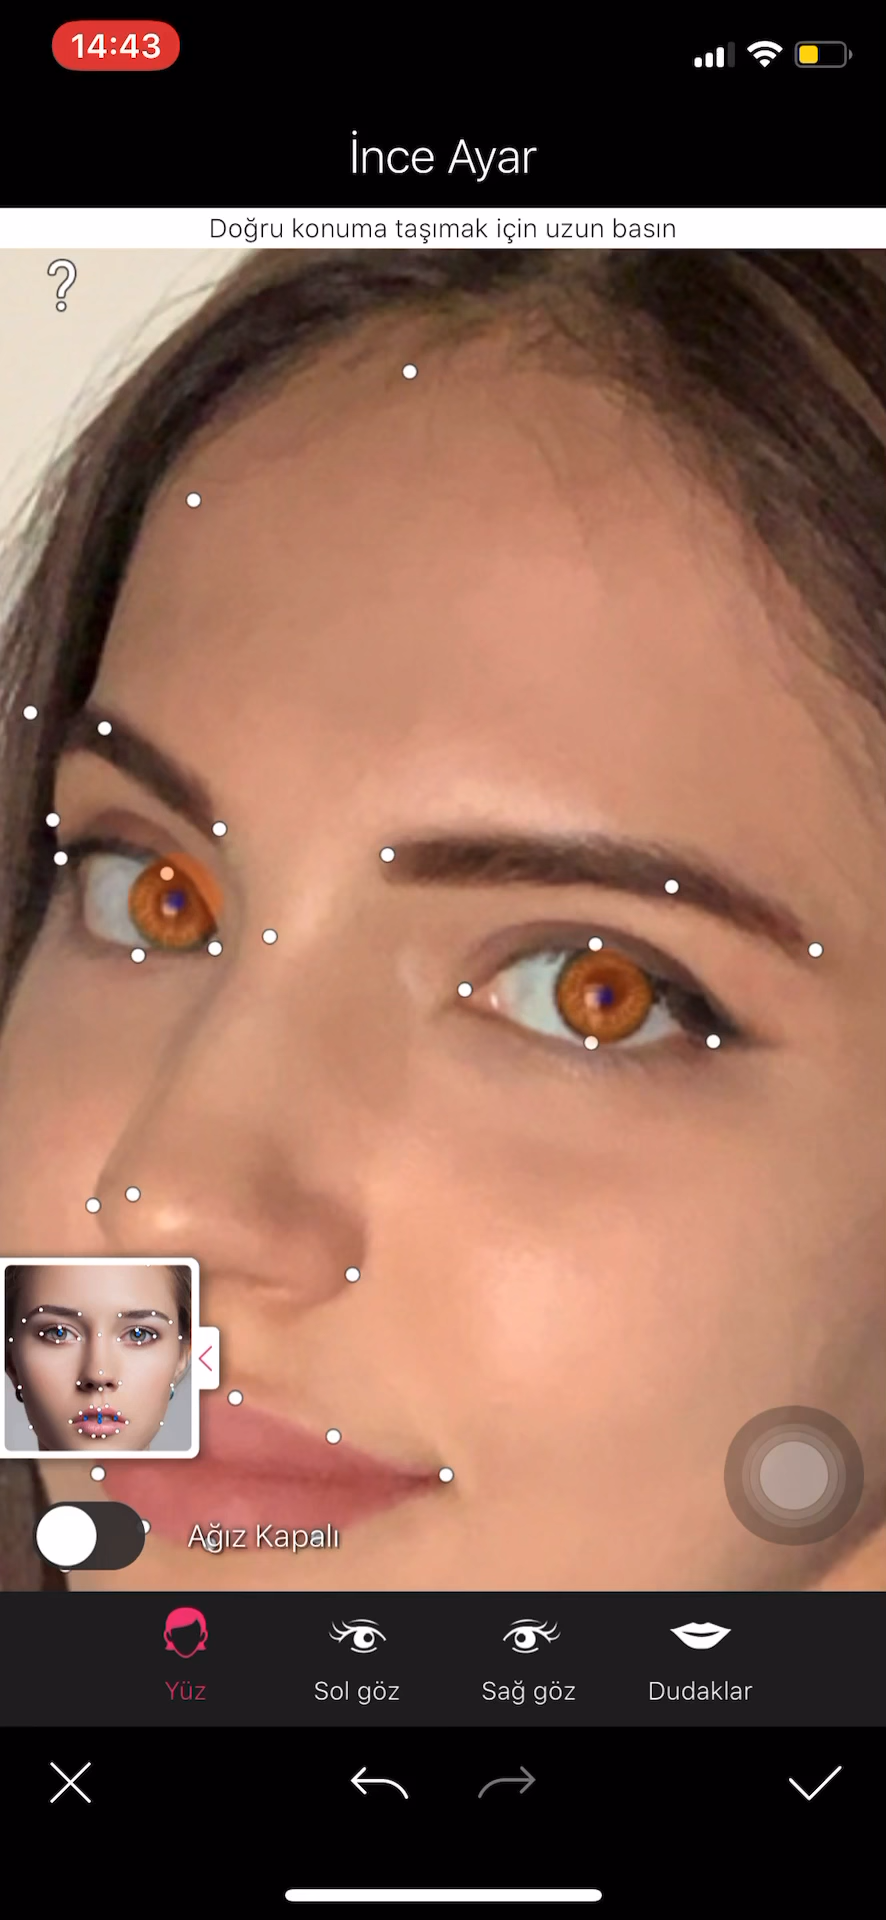 14:43
İnce Ayar
Doğru konuma taşımak için uzun basın
?
Ağız Kapalı
Yüz
Sol göz
Sağ göz
Dudaklar